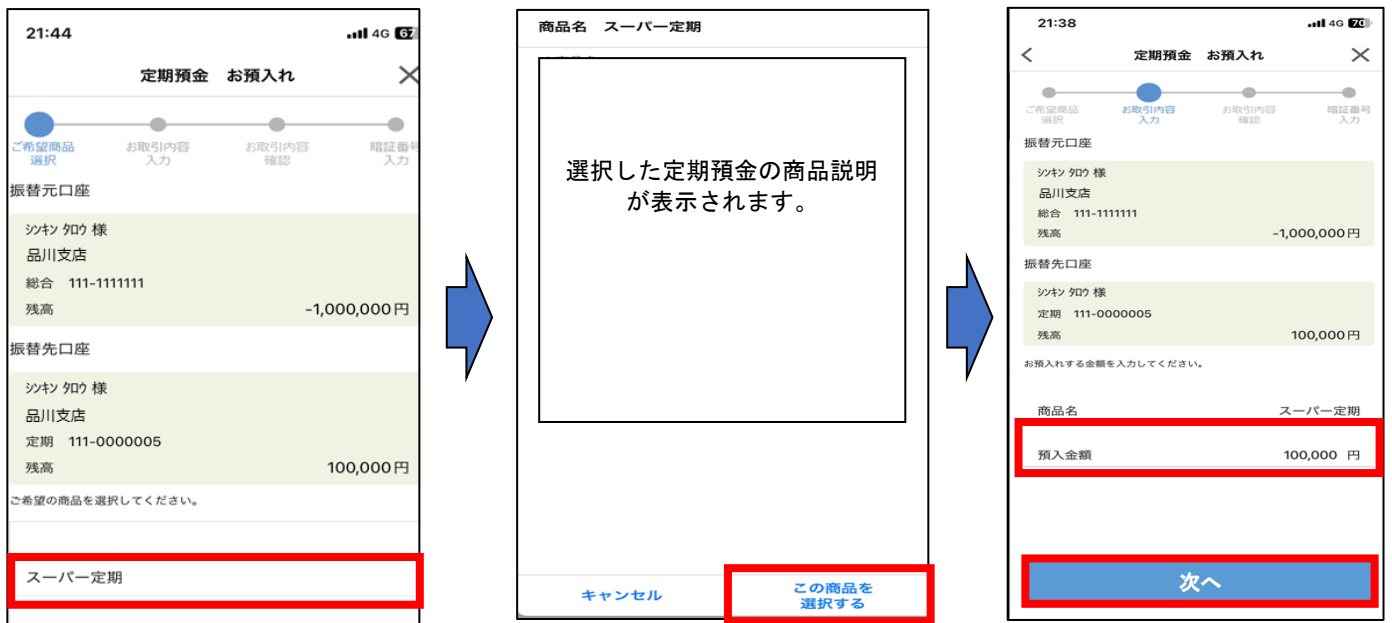 21:44 4G 67
定期預金 お預入れ
ご希望商品
選択
お取引内容
入力
お取引内容
確認
暗証番号
入力
振替元口座
シンキン タロウ 様
品川支店
総合 111-1111111
残高 -1,000,000円
振替先口座
シンキン タロウ 様
品川支店
定期 111-0000005
残高 100,000円
ご希望の商品を選択してください。
スーパー定期
商品名 スーパー定期
選択した定期預金の商品説明
が表示されます。
キャンセル
この商品を
選択する
21:38 4G 70
定期預金 お預入れ
ご希望商品
選択
お取引内容
入力
お取引内容
確認
暗証番号
入力
振替元口座
シンキン タロウ 様
品川支店
総合 111-1111111
残高 -1,000,000円
振替先口座
シンキン タロウ 様
定期 111-0000005
残高 100,000円
お預入れする金額を入力してください。
商品名 スーパー定期
預入金額 100,000 円
次へ